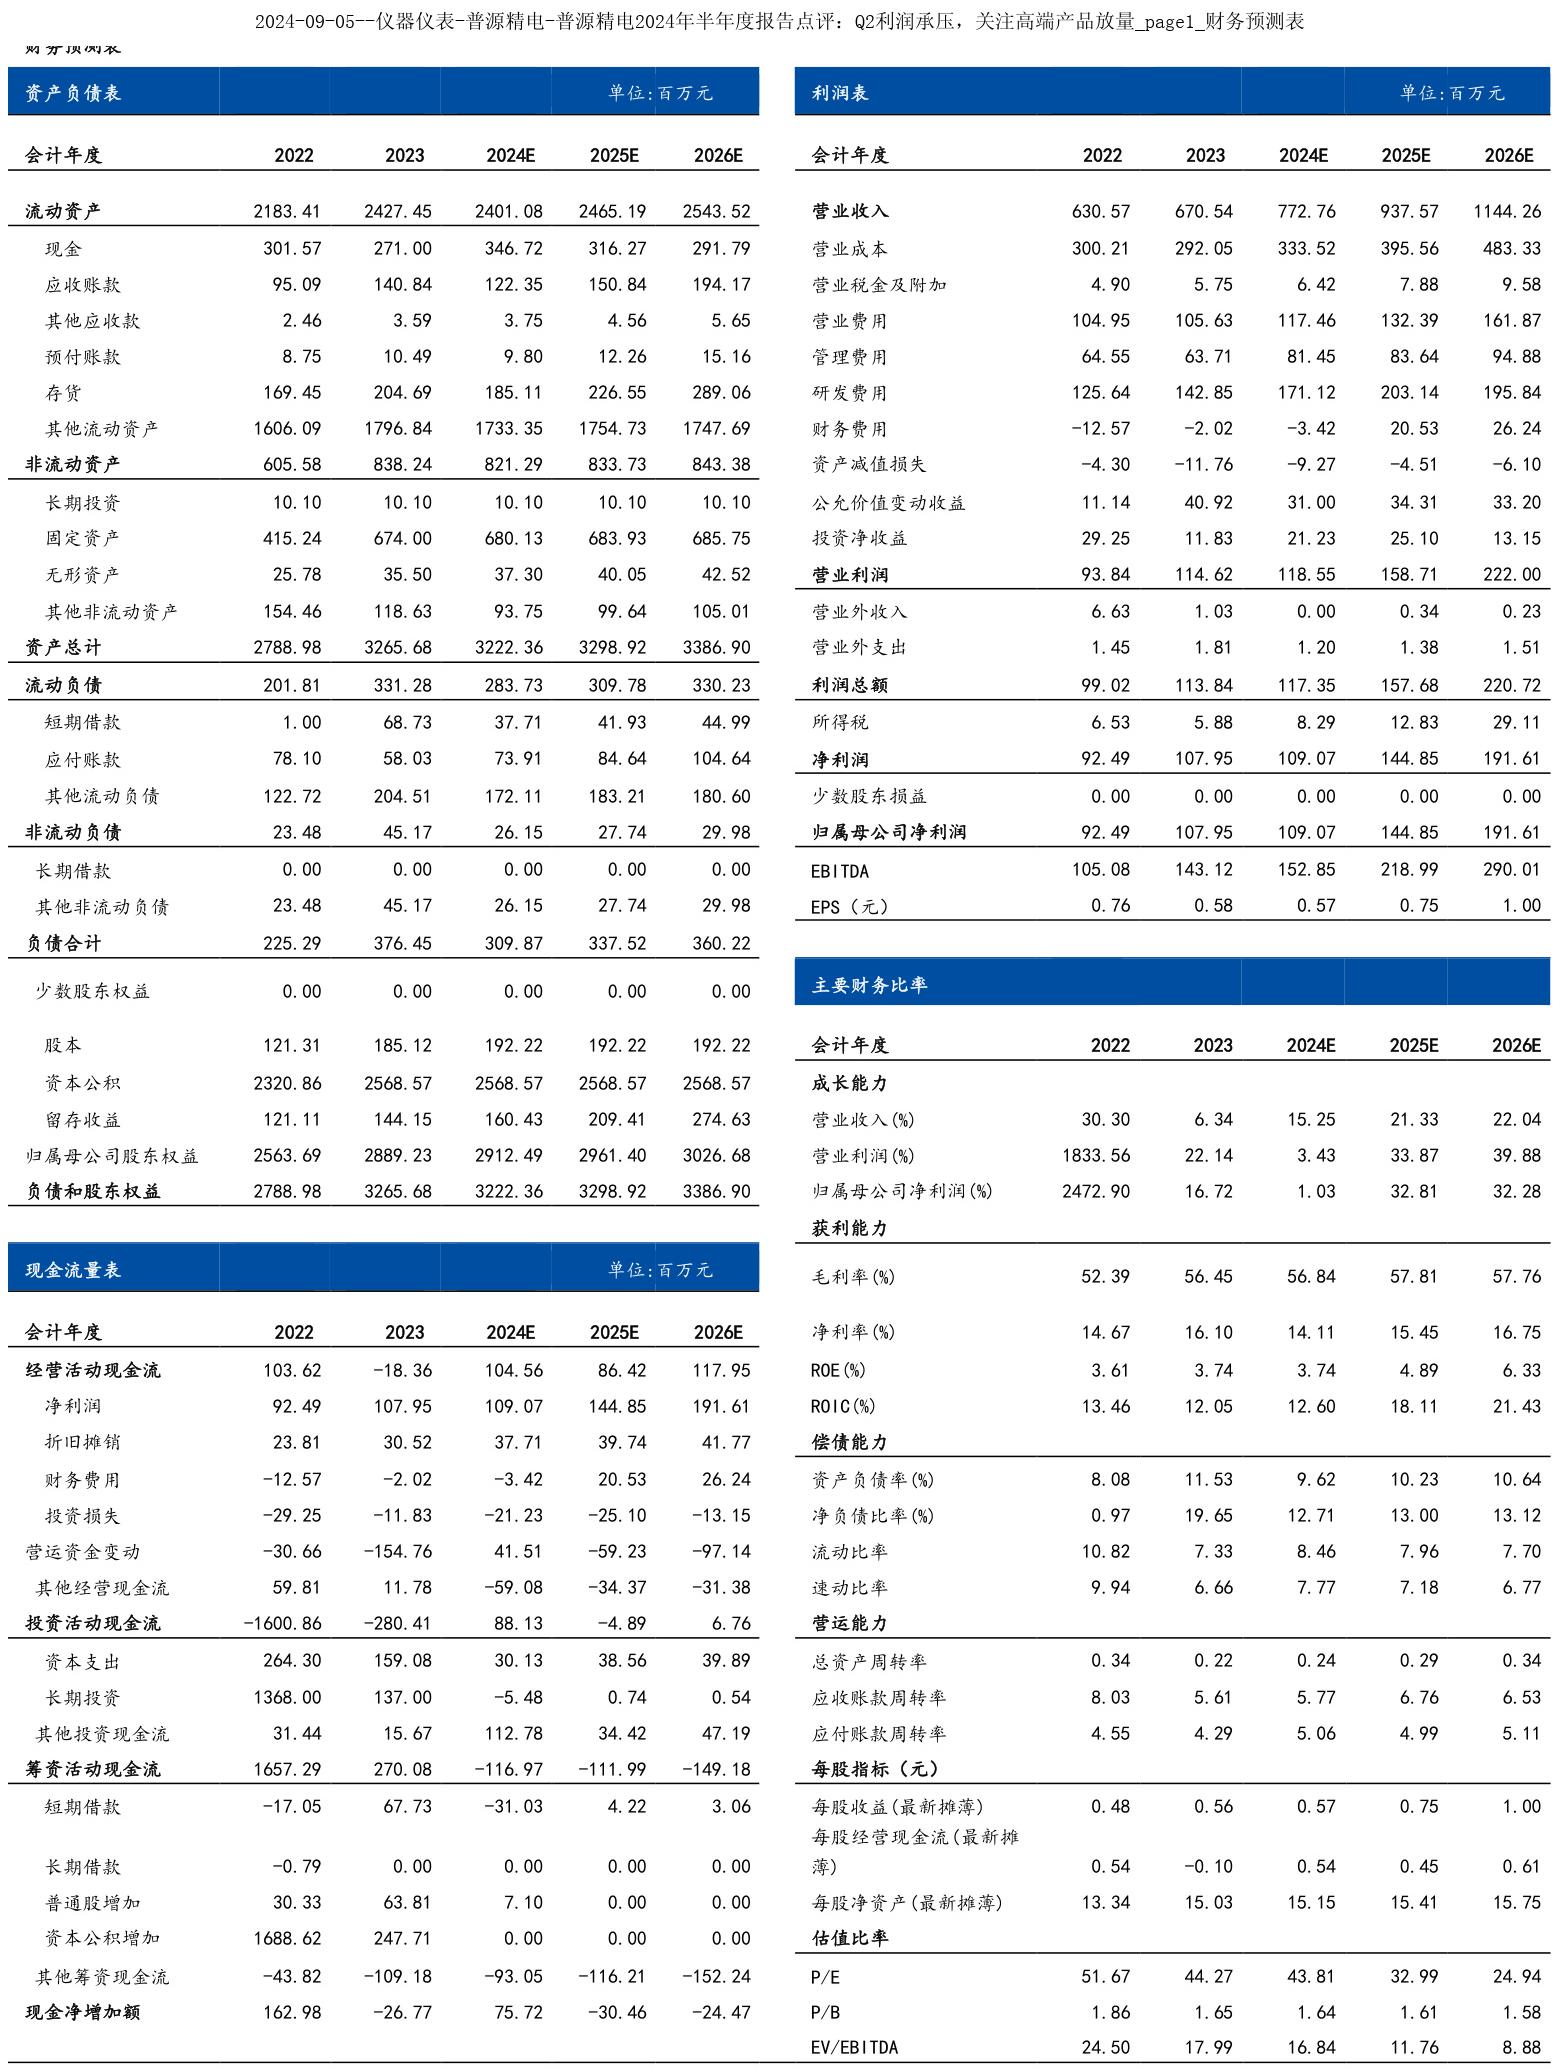 2024-09-05--仪器仪表-普源精电-普源精电2024年半年度报告点评：Q2利润承压，关注高端产品放量_page1_财务预测表
财务预测表
资产负债表 单位:百万元
会计年度 2022 2023 2024E 2025E 2026E
流动资产 2183.41 2427.45 2401.08 2465.19 2543.52
现金 301.57 271.00 346.72 316.27 291.79
应收账款 95.09 140.84 122.35 150.84 194.17
其他应收款 2.46 3.59 3.75 4.56 5.65
预付账款 8.75 10.49 9.80 12.26 15.16
存货 169.45 204.69 185.11 226.55 289.06
其他流动资产 1606.09 1796.84 1733.35 1754.73 1747.69
非流动资产 605.58 838.24 821.29 833.73 843.38
长期投资 10.10 10.10 10.10 10.10 10.10
固定资产 415.24 674.00 680.13 683.93 685.75
无形资产 25.78 35.50 37.30 40.05 42.52
其他非流动资产 154.46 118.63 93.75 99.64 105.01
资产总计 2788.98 3265.68 3222.36 3298.92 3386.90
流动负债 201.81 331.28 283.73 309.78 330.23
短期借款 1.00 68.73 37.71 41.93 44.99
应付账款 78.10 58.03 73.91 84.64 104.64
其他流动负债 122.72 204.51 172.11 183.21 180.60
非流动负债 23.48 45.17 26.15 27.74 29.98
长期借款 0.00 0.00 0.00 0.00 0.00
其他非流动负债 23.48 45.17 26.15 27.74 29.98
负债合计 225.29 376.45 309.87 337.52 360.22
少数股东权益 0.00 0.00 0.00 0.00 0.00
股本 121.31 185.12 192.22 192.22 192.22
资本公积 2320.86 2568.57 2568.57 2568.57 2568.57
留存收益 121.11 144.15 160.43 209.41 274.63
归属母公司股东权益 2563.69 2889.23 2912.49 2961.40 3026.68
负债和股东权益 2788.98 3265.68 3222.36 3298.92 3386.90
现金流量表 单位:百万元
会计年度 2022 2023 2024E 2025E 2026E
经营活动现金流 103.62 -18.36 104.56 86.42 117.95
净利润 92.49 107.95 109.07 144.85 191.61
折旧摊销 23.81 30.52 37.71 39.74 41.77
财务费用 -12.57 -2.02 -3.42 20.53 26.24
投资损失 -29.25 -11.83 -21.23 -25.10 -13.15
营运资金变动 -30.66 -154.76 41.51 -59.23 -97.14
其他经营现金流 59.81 11.78 -59.08 -34.37 -31.38
投资活动现金流 -1600.86 -280.41 88.13 -4.89 6.76
资本支出 264.30 159.08 30.13 38.56 39.89
长期投资 1368.00 137.00 -5.48 0.74 0.54
其他投资现金流 31.44 15.67 112.78 34.42 47.19
筹资活动现金流 1657.29 270.08 -116.97 -111.99 -149.18
短期借款 -17.05 67.73 -31.03 4.22 3.06
长期借款 -0.79 0.00 0.00 0.00 0.00
普通股增加 30.33 63.81 7.10 0.00 0.00
资本公积增加 1688.62 247.71 0.00 0.00 0.00
其他筹资现金流 -43.82 -109.18 -93.05 -116.21 -152.24
现金净增加额 162.98 -26.77 75.72 -30.46 -24.47
利润表 单位:百万元
会计年度 2022 2023 2024E 2025E 2026E
营业收入 630.57 670.54 772.76 937.57 1144.26
营业成本 300.21 292.05 333.52 395.56 483.33
营业税金及附加 4.90 5.75 6.42 7.88 9.58
营业费用 104.95 105.63 117.46 132.39 161.87
管理费用 64.55 63.71 81.45 83.64 94.88
研发费用 125.64 142.85 171.12 203.14 195.84
财务费用 -12.57 -2.02 -3.42 20.53 26.24
资产减值损失 -4.30 -11.76 -9.27 -4.51 -6.10
公允价值变动收益 11.14 40.92 31.00 34.31 33.20
投资净收益 29.25 11.83 21.23 25.10 13.15
营业利润 93.84 114.62 118.55 158.71 222.00
营业外收入 6.63 1.03 0.00 0.34 0.23
营业外支出 1.45 1.81 1.20 1.38 1.51
利润总额 99.02 113.84 117.35 157.68 220.72
所得税 6.53 5.88 8.29 12.83 29.11
净利润 92.49 107.95 109.07 144.85 191.61
少数股东损益 0.00 0.00 0.00 0.00 0.00
归属母公司净利润 92.49 107.95 109.07 144.85 191.61
EBITDA 105.08 143.12 152.85 218.99 290.01
EPS（元） 0.76 0.58 0.57 0.75 1.00
主要财务比率
会计年度 2022 2023 2024E 2025E 2026E
成长能力
营业收入(%) 30.30 6.34 15.25 21.33 22.04
营业利润(%) 1833.56 22.14 3.43 33.87 39.88
归属母公司净利润(%) 2472.90 16.72 1.03 32.81 32.28
获利能力
毛利率(%) 52.39 56.45 56.84 57.81 57.76
净利率(%) 14.67 16.10 14.11 15.45 16.75
ROE(%) 3.61 3.74 3.74 4.89 6.33
ROIC(%) 13.46 12.05 12.60 18.11 21.43
偿债能力
资产负债率(%) 8.08 11.53 9.62 10.23 10.64
净负债比率(%) 0.97 19.65 12.71 13.00 13.12
流动比率 10.82 7.33 8.46 7.96 7.70
速动比率 9.94 6.66 7.77 7.18 6.77
营运能力
总资产周转率 0.34 0.22 0.24 0.29 0.34
应收账款周转率 8.03 5.61 5.77 6.76 6.53
应付账款周转率 4.55 4.29 5.06 4.99 5.11
每股指标（元）
每股收益(最新摊薄) 0.48 0.56 0.57 0.75 1.00
每股经营现金流(最新摊
薄) 0.54 -0.10 0.54 0.45 0.61
每股净资产(最新摊薄) 13.34 15.03 15.15 15.41 15.75
估值比率
P/E 51.67 44.27 43.81 32.99 24.94
P/B 1.86 1.65 1.64 1.61 1.58
EV/EBITDA 24.50 17.99 16.84 11.76 8.88